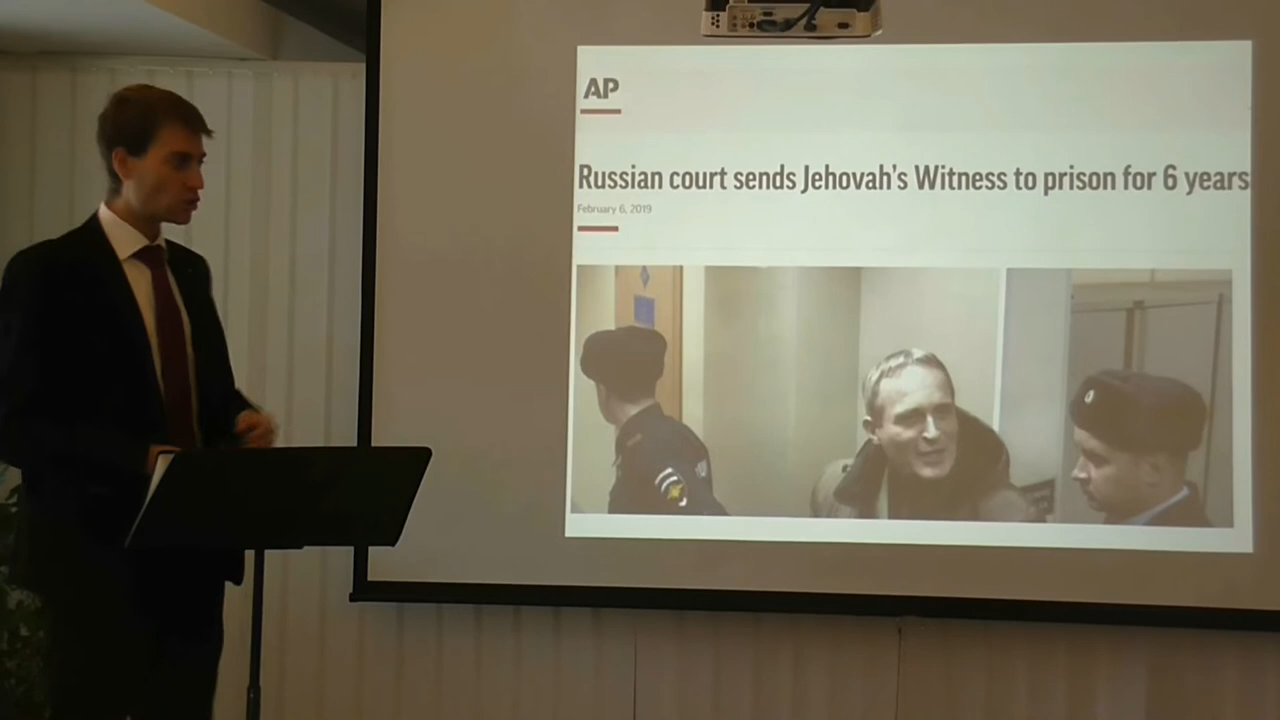 AP
Russian court sends Jehovah's Witness to prison for 6 years
February 6, 2019